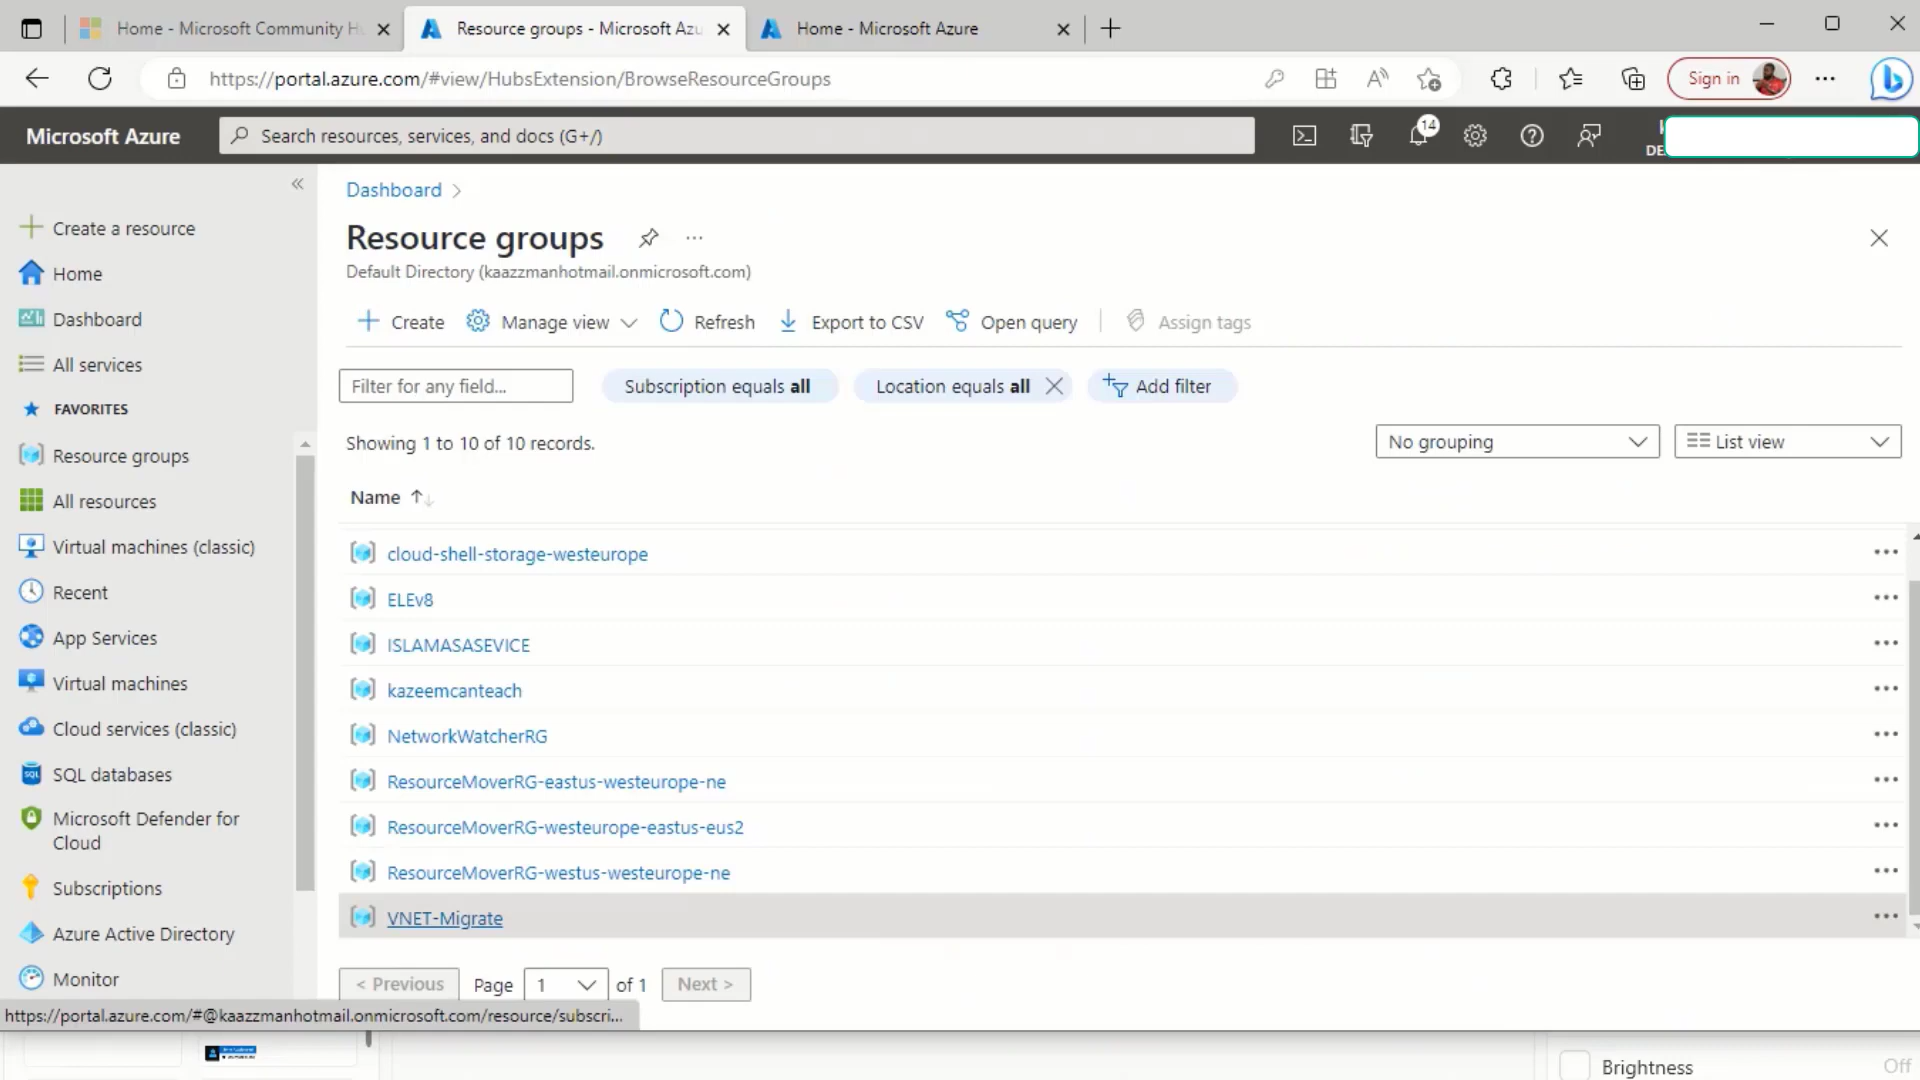 Home - Microsoft Community H
Resource groups - Microsoft Azu
Home - Microsoft Azure
https://portal.azure.com/#view/HubsExtension/BrowseResourceGroups
Sign in
Microsoft Azure
Search resources, services, and docs (G+/)
14
DE
Create a resource
Home
Dashboard
All services
FAVORITES
Resource groups
All resources
Virtual machines (classic)
Recent
App Services
Virtual machines
Cloud services (classic)
SQL databases
Microsoft Defender for
Cloud
Subscriptions
Azure Active Directory
Monitor
Dashboard >
Resource groups
Default Directory (kaazzmanhotmail.onmicrosoft.com)
Create
Manage view
Refresh
Export to CSV
Open query
Assign tags
Filter for any field...
Subscription equals all
Location equals all
Add filter
Showing 1 to 10 of 10 records.
No grouping
List view
Name
cloud-shell-storage-westeurope
ELEv8
ISLAMASASEVICE
kazeemcanteach
NetworkWatcherRG
ResourceMoverRG-eastus-westeurope-ne
ResourceMoverRG-westeurope-eastus-eus2
ResourceMoverRG-westus-westeurope-ne
VNET-Migrate
< Previous
Page 1 of 1
Next >
https://portal.azure.com/#@kaazzmanhotmail.onmicrosoft.com/resource/subscri...
Brightness
Off